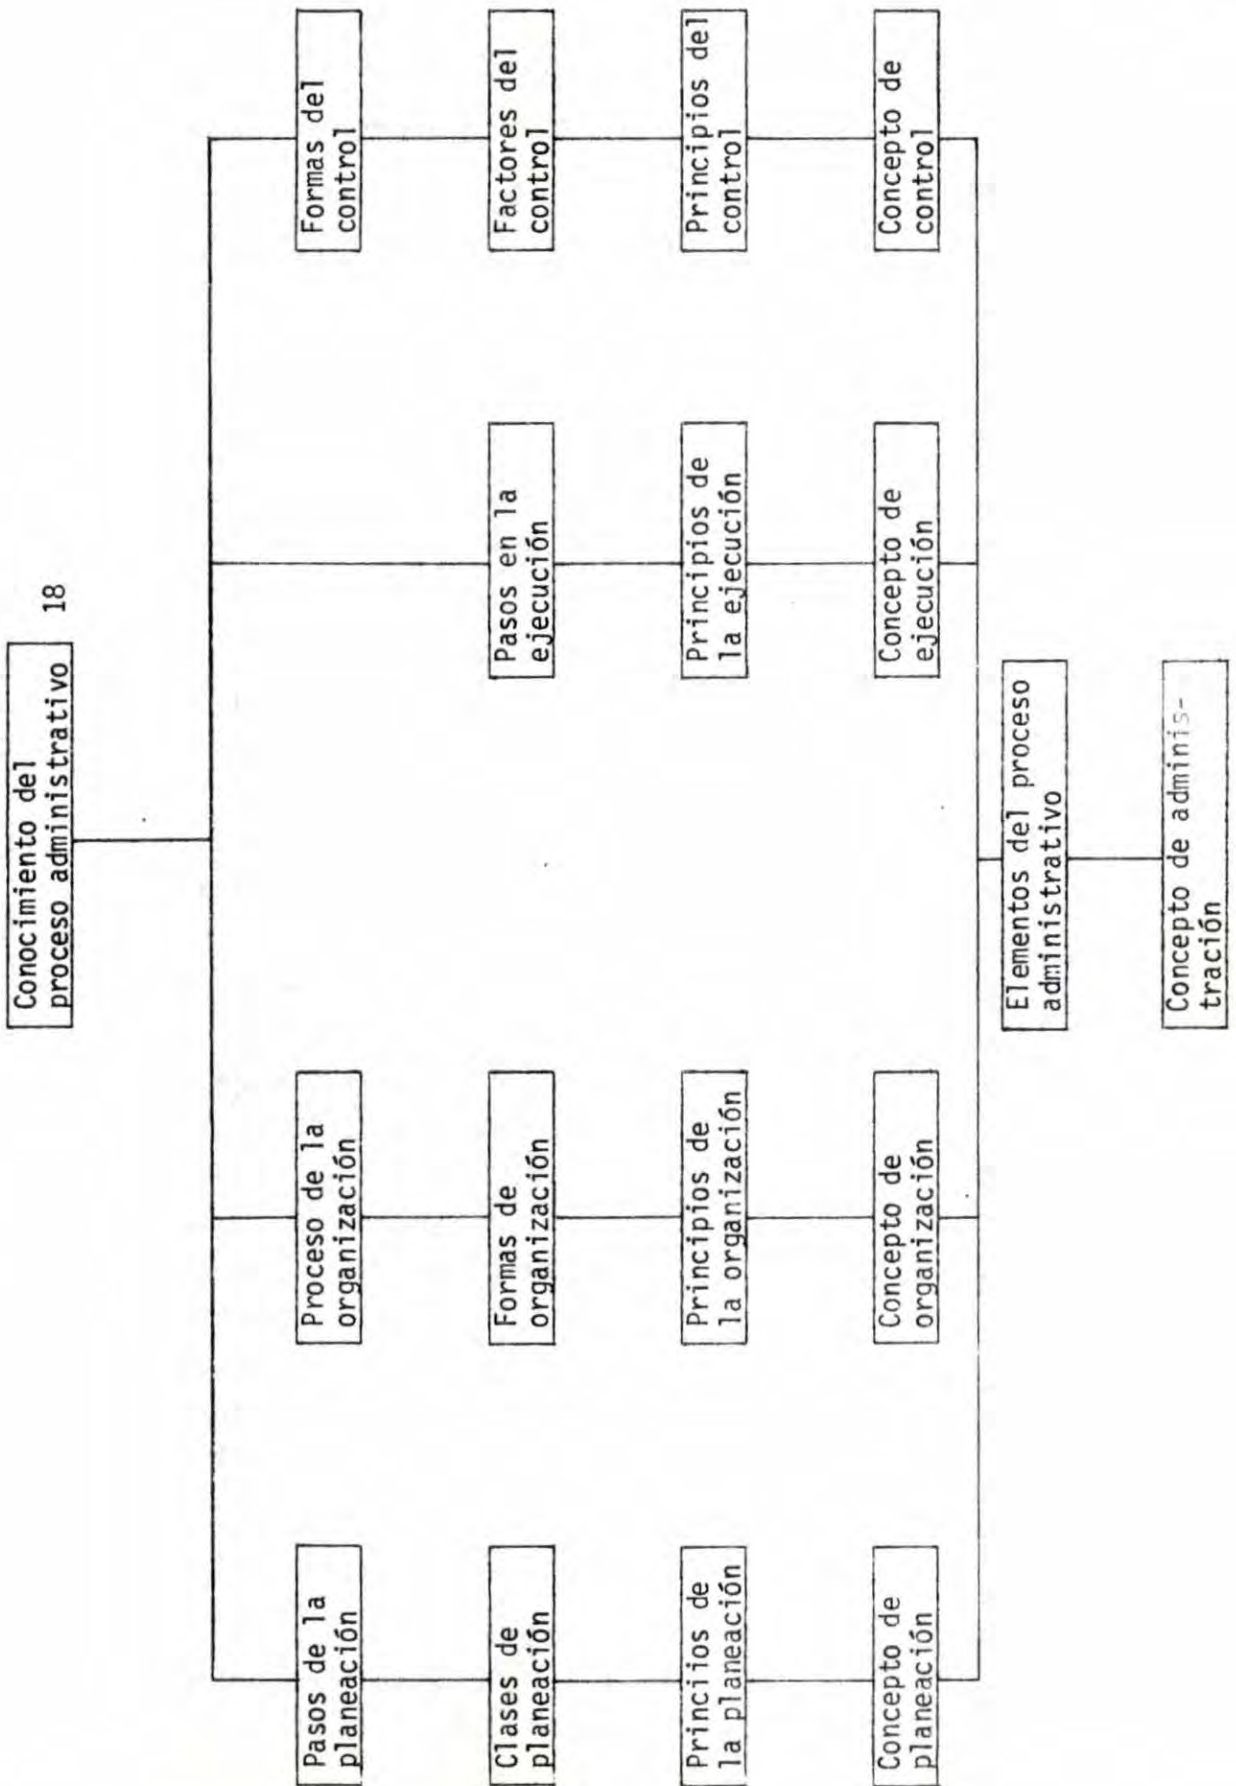 Conocimiento del
proceso administrativo
18
Pasos de la
planeación
Proceso de la
organización
Formas del
control
Clases de
planeación
Formas de
organización
Pasos en la
ejecución
Factores del
control
Princiios de
la planeación
Principios de
la organización
Principios de
la ejecución
Principios del
control
Concepto de
planeación
Concepto de
organización
Concepto de
ejecución
Concepto de
control
Elementos del proceso
administrativo
Concepto de adminis-
tración